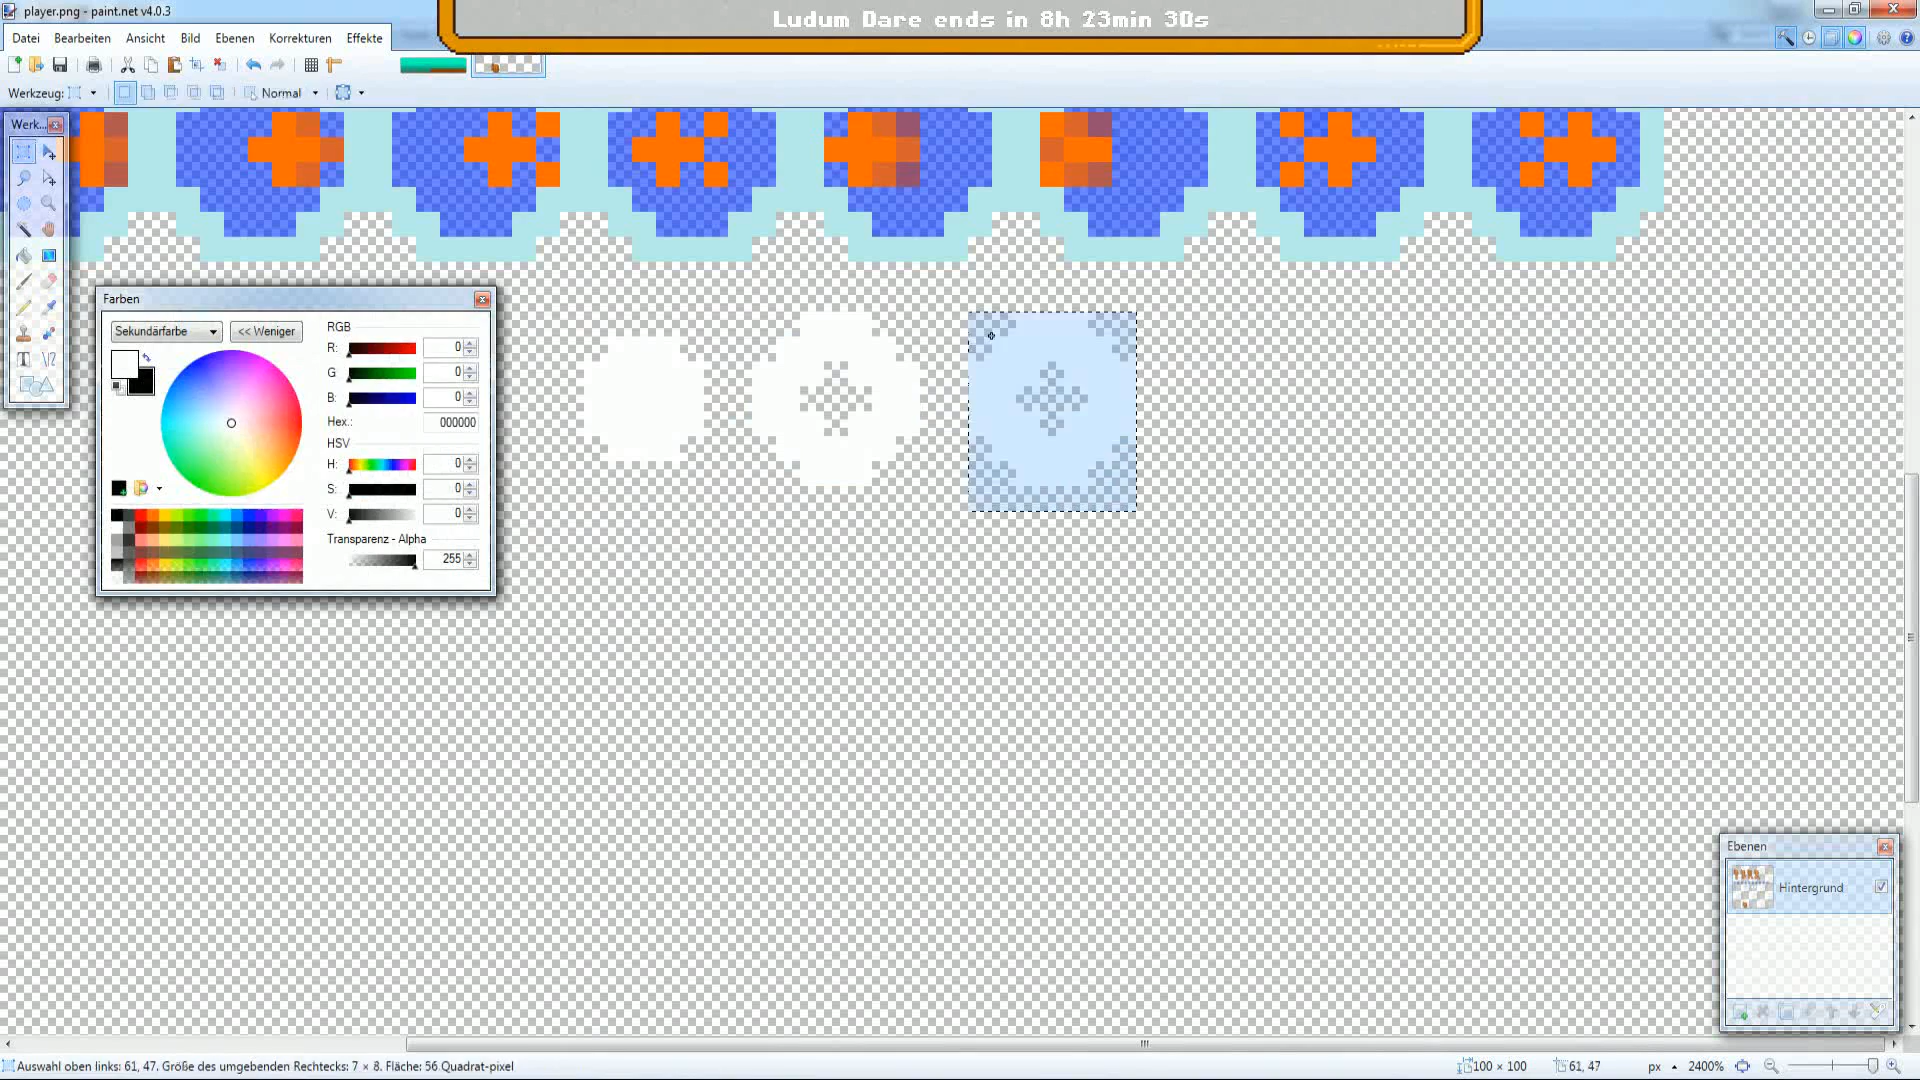 player.png - paint.net v4.0.3
Ludum Dare ends in 8h 23min 30s
Datei Bearbeiten Ansicht Bild Ebenen Korrekturen Effekte
Werkzeug: Normal
Werk...
Farben
Sekundärfarbe << Weniger
RGB
R: 0
G: 0
B: 0
Hex.: 000000
HSV
H: 0
S: 0
V: 0
Transparenz - Alpha
255
Ebenen
Hintergrund
Auswahl oben links: 61, 47. Größe des umgebenden Rechtecks: 7 × 8. Fläche: 56 Quadrat-pixel
100 × 100
61, 47
px
2400%